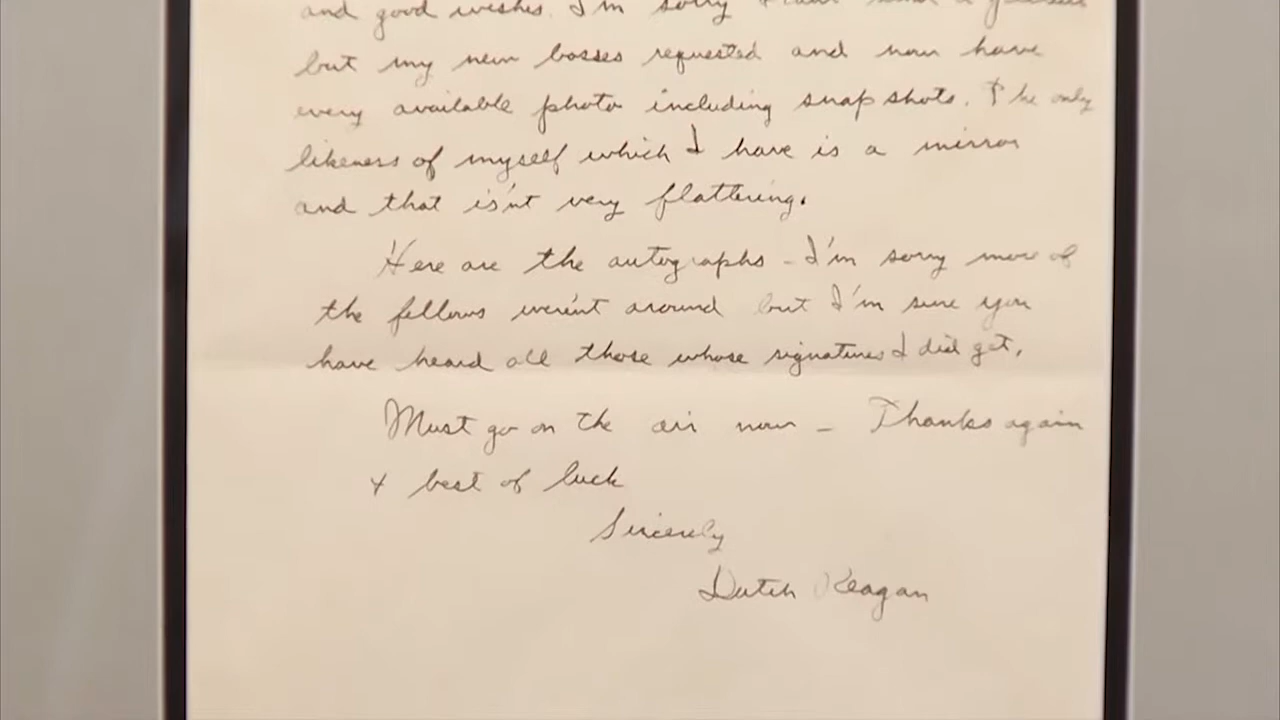 and good wishes. I'm sorry I can't send a picture
but my new bosses requested and now have
every available photo including snap shots. The only
likeness of myself which I have is a mirror
and that isn't very flattering.
Here are the autographs - I'm sorry more of
the fellows weren't around but I'm sure you
have heard all those whose signatures I did get.
Must go on the air now - Thanks again
+ best of luck
Sincerely
Dutch Reagan